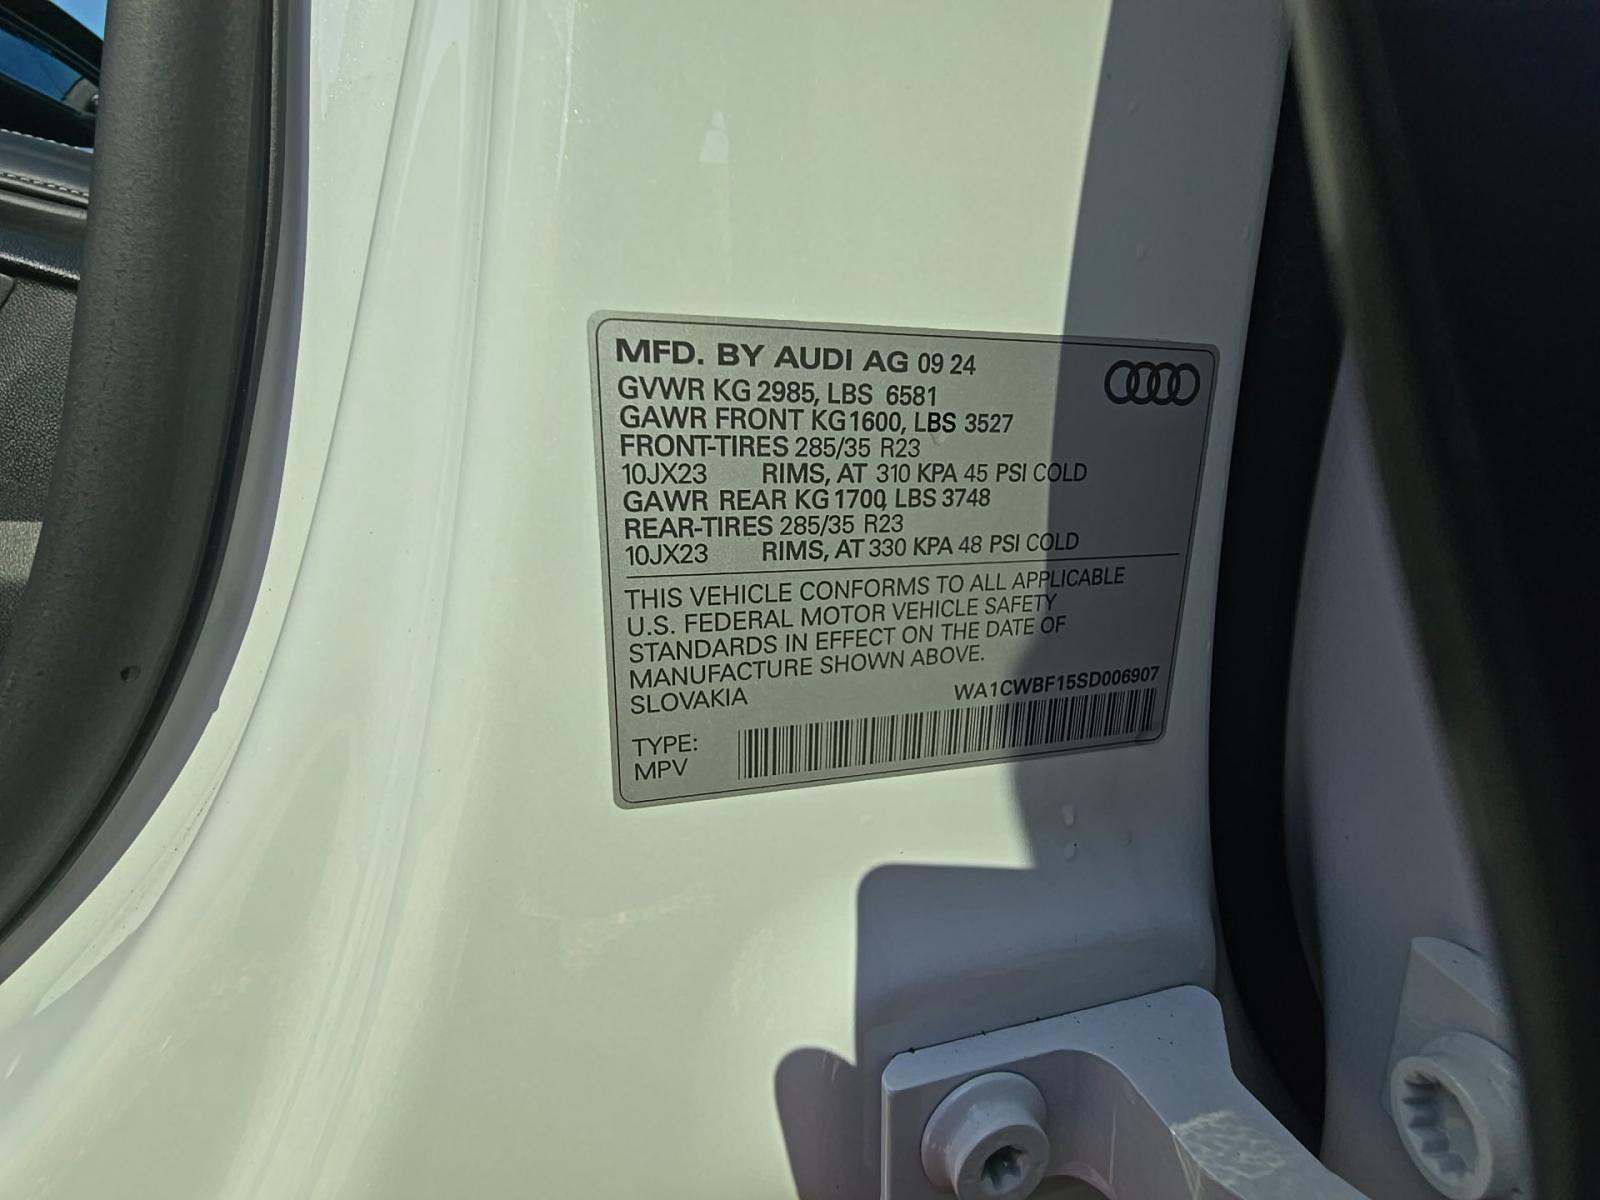 MFD. BY AUDI AG 09 24
GVWR KG 2985, LBS 6581
GAWR FRONT KG1600, LBS 3527
FRONT-TIRES 285/35 R23
10JX23 RIMS, AT 310 KPA 45 PSI COLD
GAWR REAR KG1700, LBS 3748
REAR-TIRES 285/35 R23
10JX23 RIMS, AT 330 KPA 48 PSI COLD
THIS VEHICLE CONFORMS TO ALL APPLICABLE
U.S. FEDERAL MOTOR VEHICLE SAFETY
STANDARDS IN EFFECT ON THE DATE OF
MANUFACTURE SHOWN ABOVE.
SLOVAKIA WA1CWBF15SD006907
TYPE:
MPV